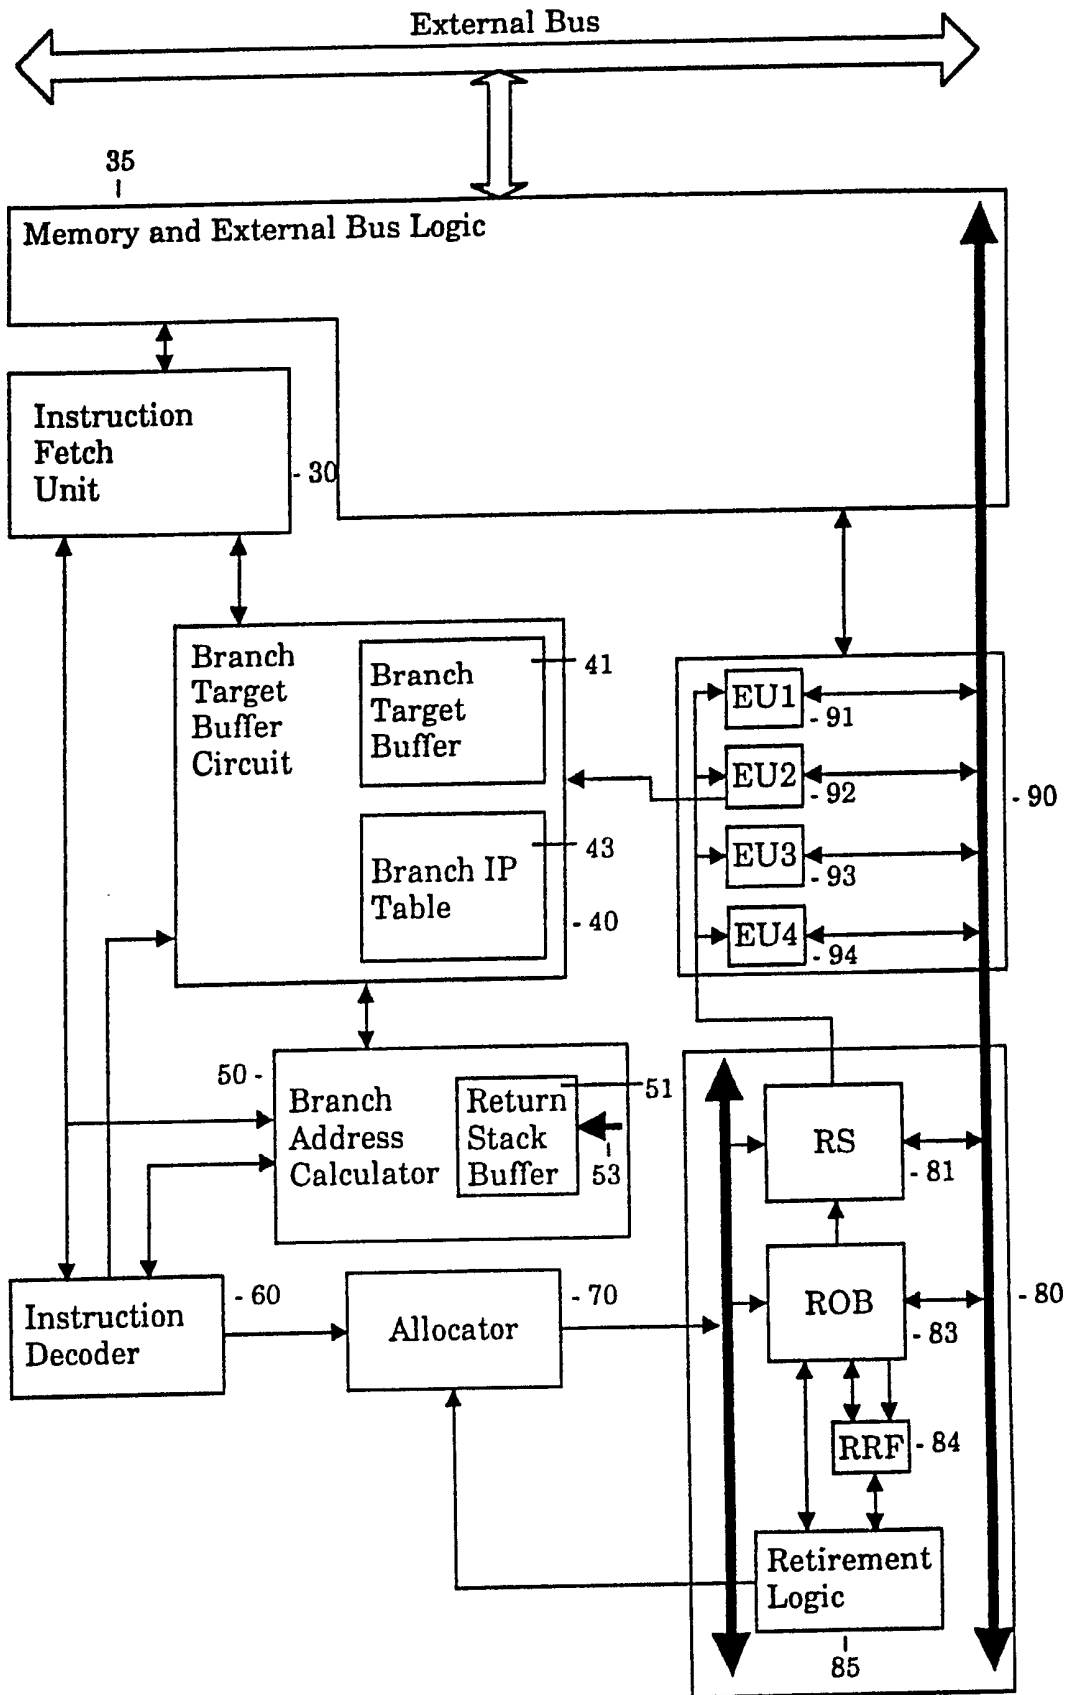 External Bus
35
Memory and External Bus Logic
Instruction
Fetch
Unit
- 30
Branch
Target
Buffer
Circuit
Branch
Target
Buffer
41
Branch IP
Table
43
- 40
EU1
- 91
EU2
- 92
EU3
- 93
EU4
- 94
- 90
50 -
Branch
Address
Calculator
Return
Stack
Buffer
51
53
RS
- 81
Instruction
Decoder
- 60
Allocator
- 70
ROB
- 83
- 80
RRF
- 84
Retirement
Logic
85